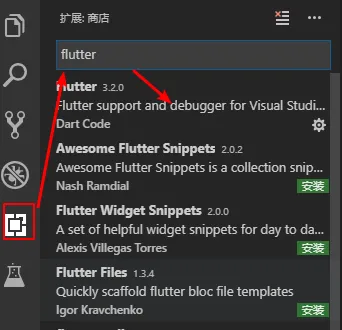 扩展: 商店
flutter
Flutter 3.2.0
Flutter support and debugger for Visual Studi...
Dart Code
Awesome Flutter Snippets 2.0.2
Awesome Flutter Snippets is a collection snip...
Nash Ramdial 安装
Flutter Widget Snippets 2.0.0
A set of helpful widget snippets for day to da...
Alexis Villegas Torres 安装
Flutter Files 1.3.4
Quickly scaffold flutter bloc file templates
Igor Kravchenko 安装